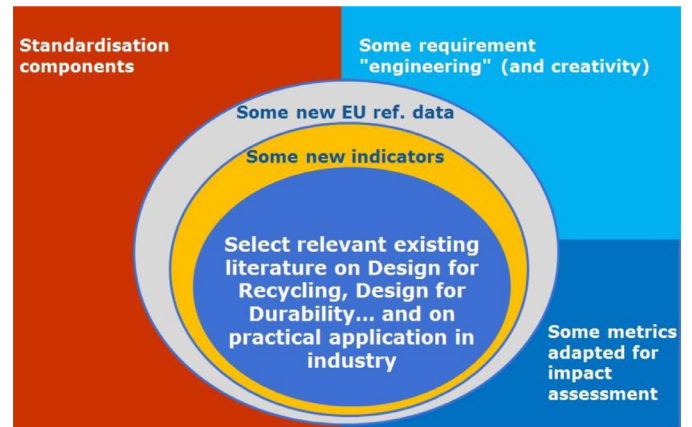 Standardisation
components
Some requirement
"engineering" (and creativity)
Some new EU ref. data
Some new indicators
Select relevant existing
literature on Design for
Recycling, Design for
Durability... and on
practical application in
industry
Some metrics
adapted for
impact
assessment